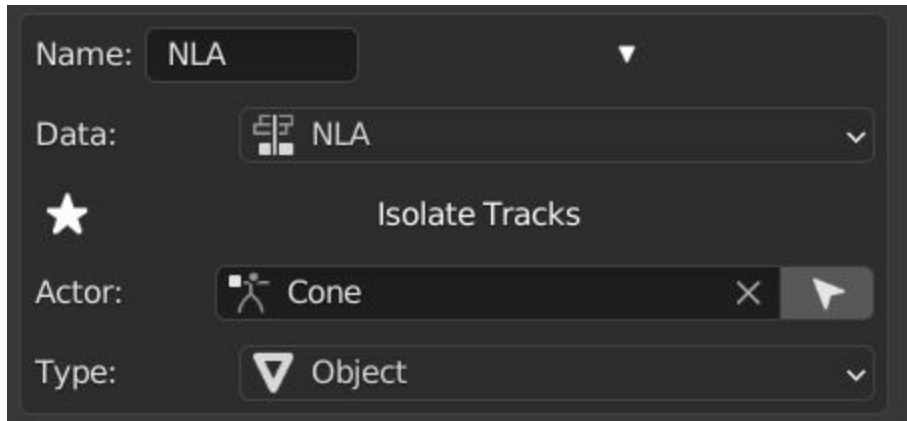 Name: NLA
Data: NLA
Isolate Tracks
Actor: Cone
Type: Object